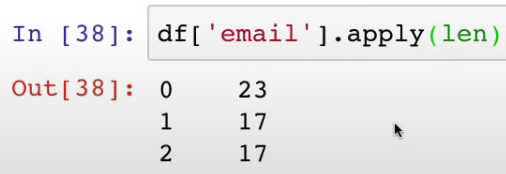 In [38]: df['email'].apply(len)
Out[38]: 0 23
1 17
2 17